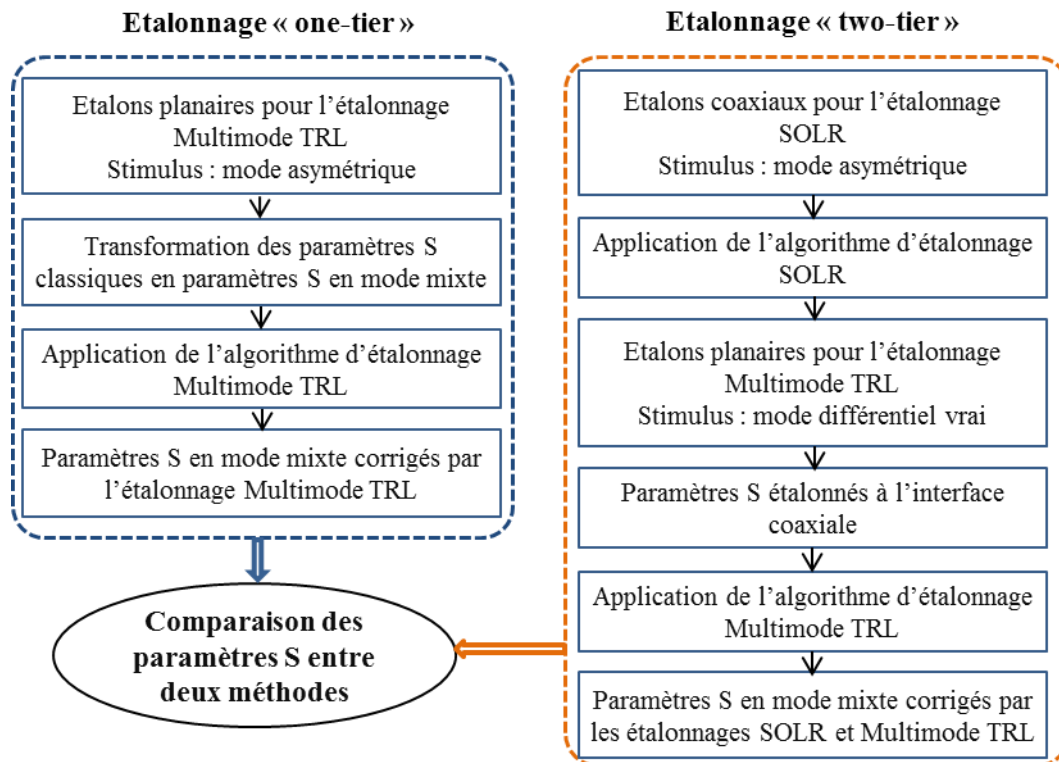 Etalonnage « one-tier »
Etalons planaires pour l’étalonnage
Multimode TRL
Stimulus : mode asymétrique
Transformation des paramètres S
classiques en paramètres S en mode mixte
Application de l’algorithme d’étalonnage
Multimode TRL
Paramètres S en mode mixte corrigés par
l’étalonnage Multimode TRL
Comparaison des
paramètres S entre
deux méthodes
Etalonnage « two-tier »
Etalons coaxiaux pour l’étalonnage
SOLR
Stimulus : mode asymétrique
Application de l’algorithme d’étalonnage
SOLR
Etalons planaires pour l’étalonnage
Multimode TRL
Stimulus : mode différentiel vrai
Paramètres S étalonnés à l’interface
coaxiale
Application de l’algorithme d’étalonnage
Multimode TRL
Paramètres S en mode mixte corrigés par
les étalonnages SOLR et Multimode TRL